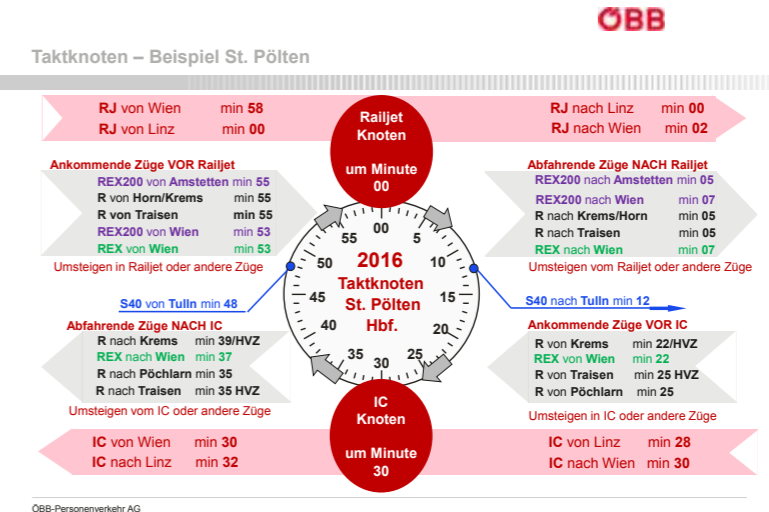 ÖBB
Taktknoten – Beispiel St. Pölten
RJ von Wien min 58
RJ von Linz min 00
Railjet
Knoten
um Minute
00
RJ nach Linz min 00
RJ nach Wien min 02
Ankommende Züge VOR Railjet
REX200 von Amstetten min 55
R von Horn/Krems min 55
R von Traisen min 55
REX200 von Wien min 53
REX von Wien min 53
Umsteigen in Railjet oder andere Züge
Abfahrende Züge NACH Railjet
REX200 nach Amstetten min 05
REX200 nach Wien min 07
R nach Krems/Horn min 05
R nach Traisen min 05
REX nach Wien min 07
Umsteigen vom Railjet oder andere Züge
00
5
10
15
20
25
30
35
40
45
50
55
2016
Taktknoten
St. Pölten
Hbf.
S40 von Tulln min 48
S40 nach Tulln min 12
Abfahrende Züge NACH IC
R nach Krems min 39/HVZ
REX nach Wien min 37
R nach Pöchlarn min 35
R nach Traisen min 35 HVZ
Umsteigen vom IC oder andere Züge
Ankommende Züge VOR IC
R von Krems min 22/HVZ
REX von Wien min 22
R von Traisen min 25 HVZ
R von Pöchlarn min 25
Umsteigen in IC oder andere Züge
IC von Wien min 30
IC nach Linz min 32
IC
Knoten
um Minute
30
IC von Linz min 28
IC nach Wien min 30
ÖBB-Personenverkehr AG